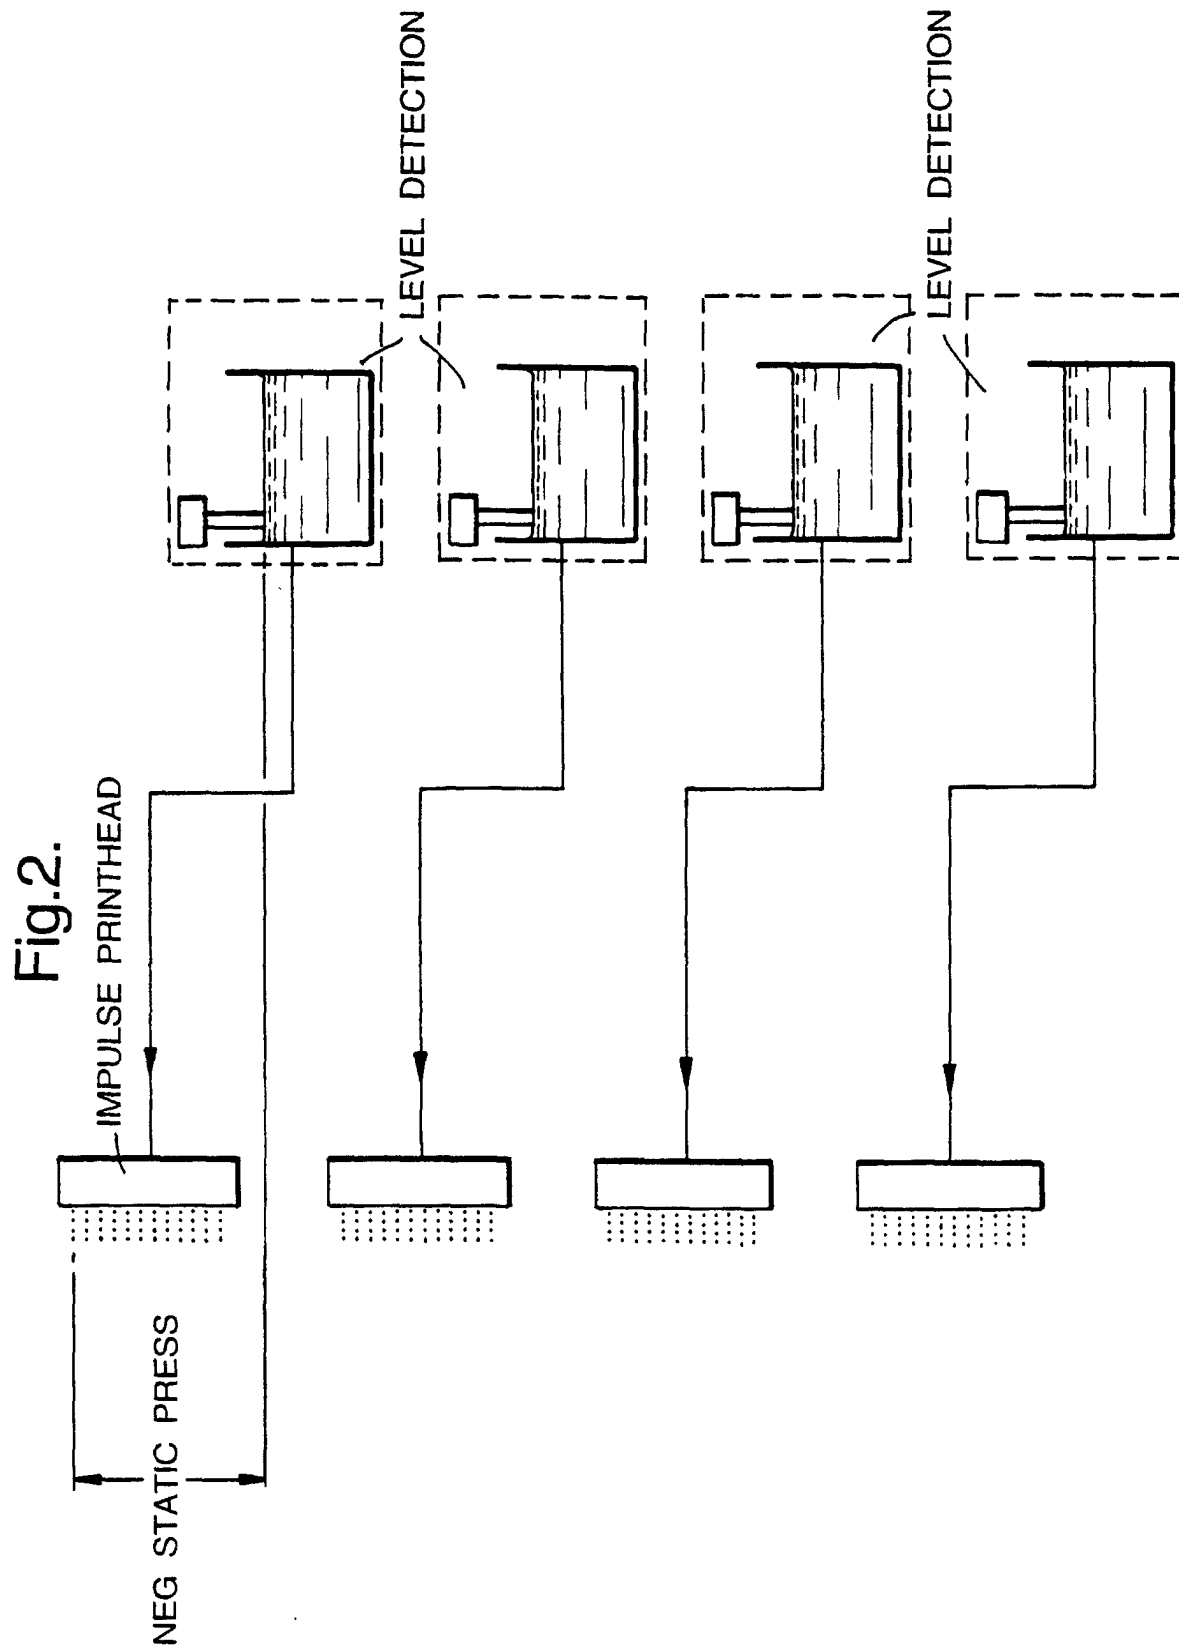 Fig.2.
IMPULSE PRINTHEAD
NEG STATIC PRESS
LEVEL DETECTION
LEVEL DETECTION